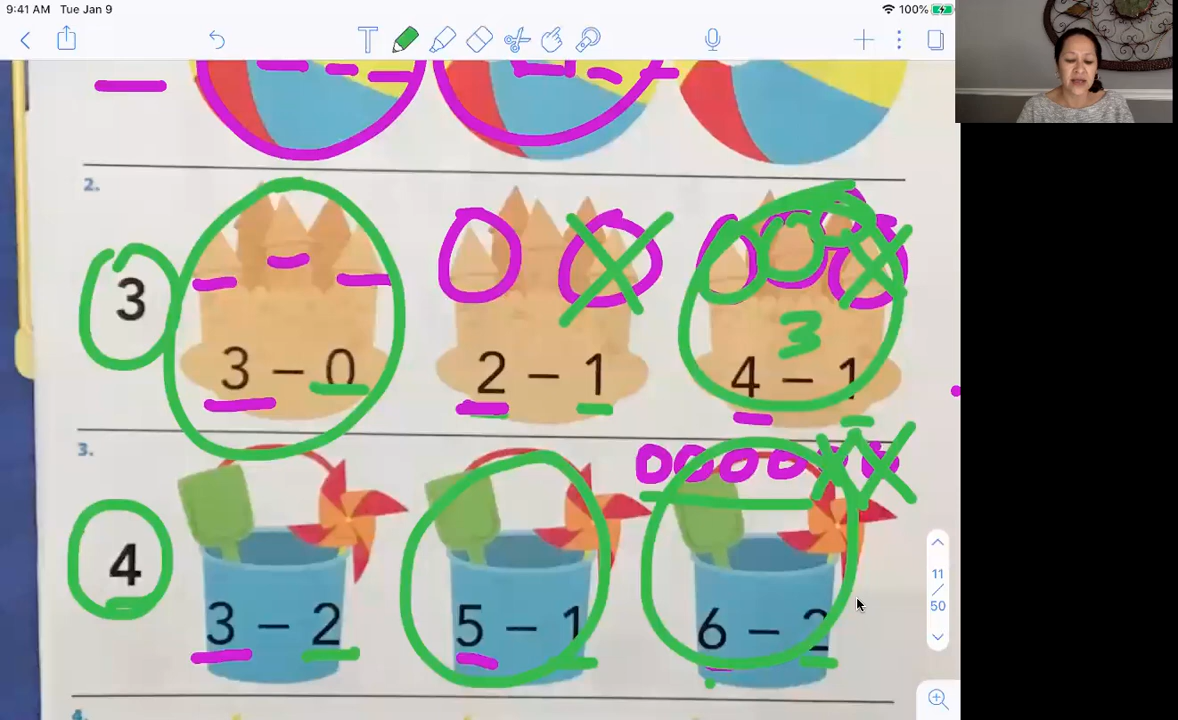 9:41 AM Tue Jan 9
100%
T
2.
3
3 – 0
2 – 1
3
4 – 1
3.
4
3 – 2
5 – 1
6 – 2
11
/
50
4.